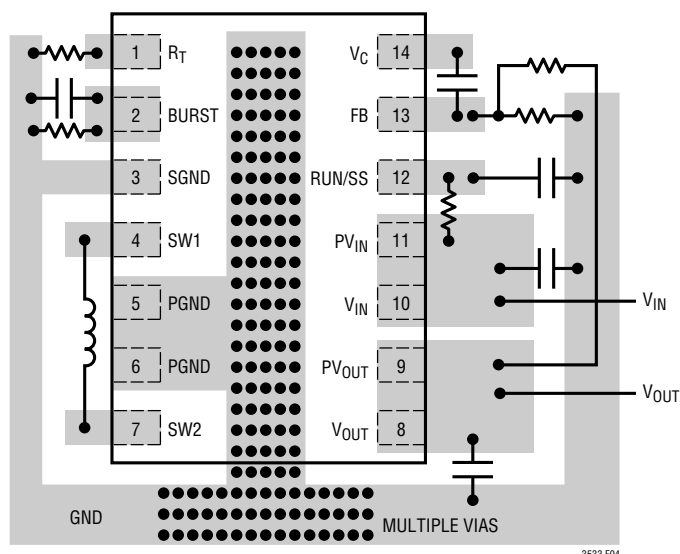 1 RT VC 14
2 BURST FB 13
3 SGND RUN/SS 12
4 SW1 PVIN 11
5 PGND VIN 10
VIN
6 PGND PVOUT 9
VOUT
7 SW2 VOUT 8
GND MULTIPLE VIAS
3533 F04